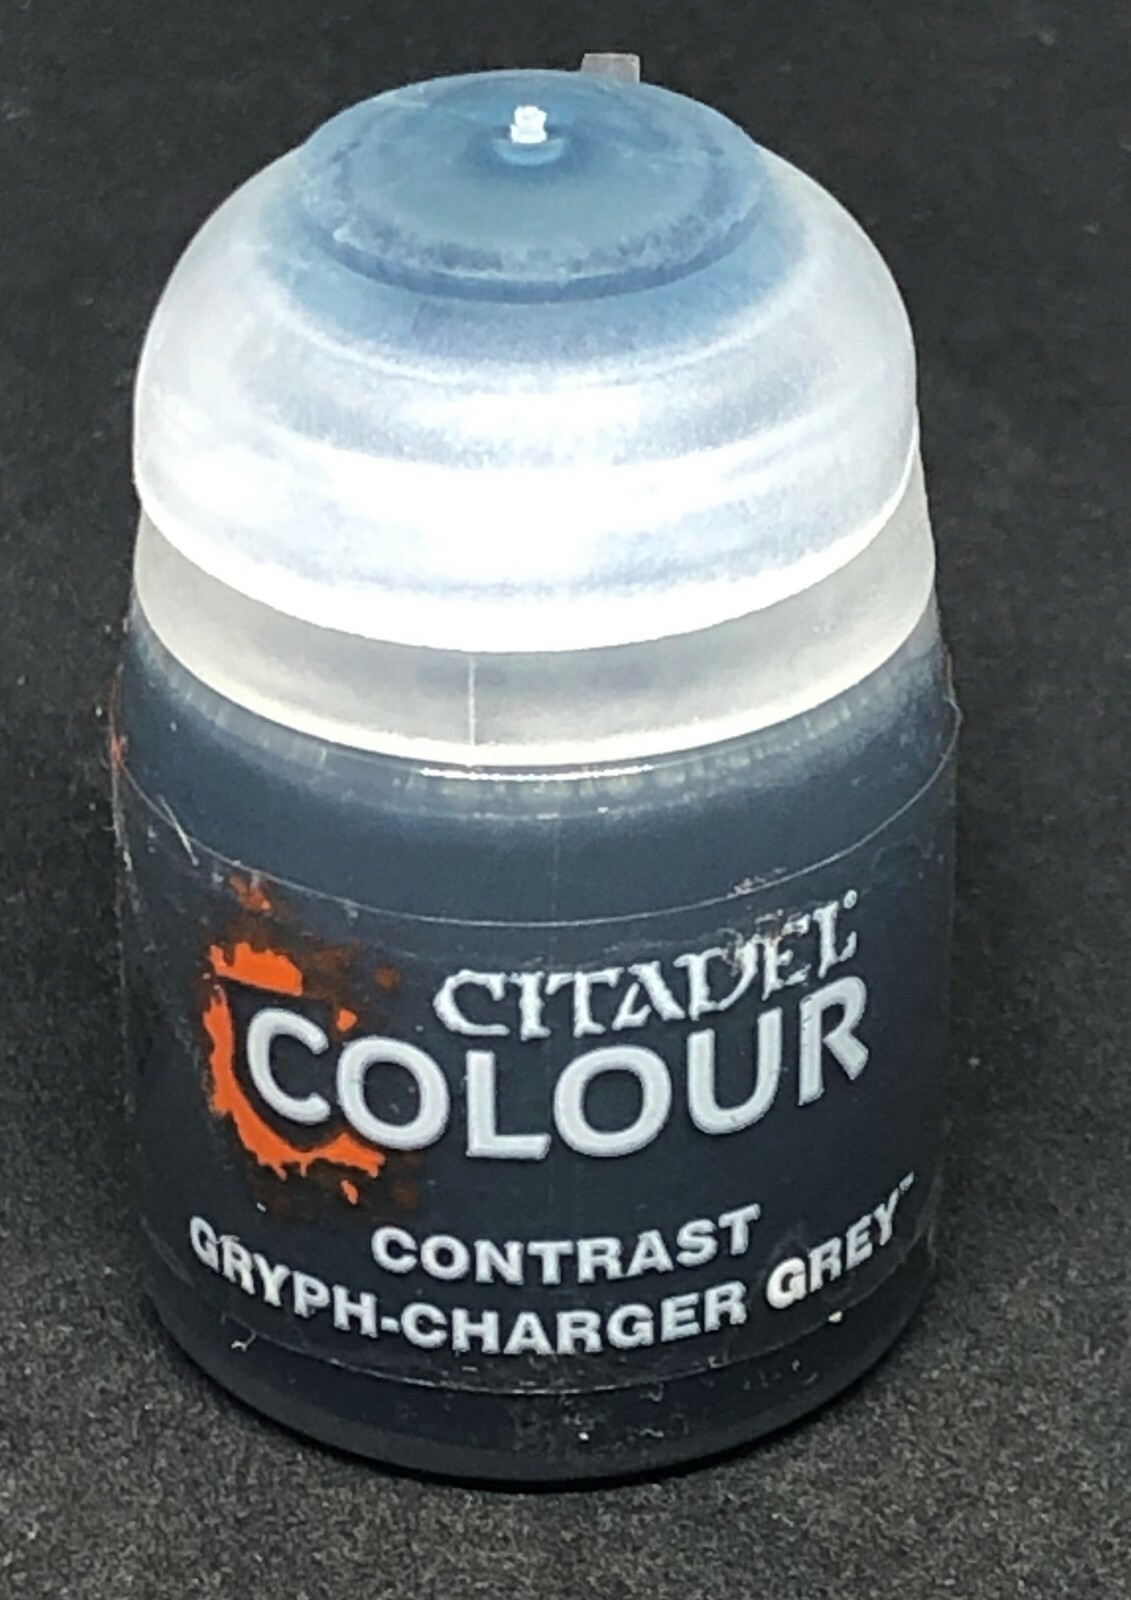 CITADEL®
COLOUR
CONTRAST
GRYPH-CHARGER GREY™